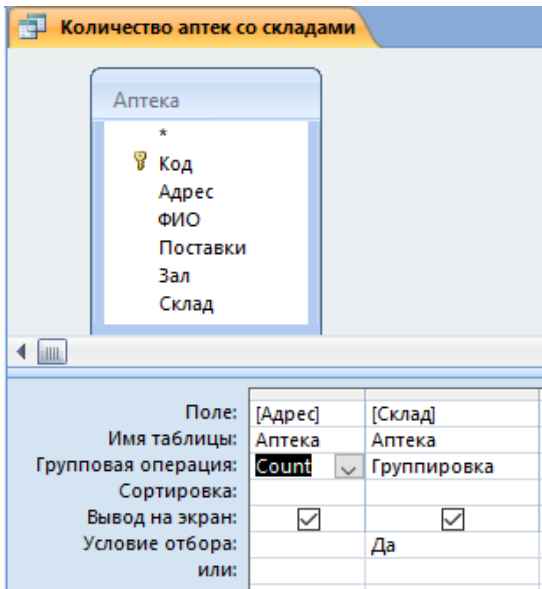 Количество аптек со складами
Аптека
*
Код
Адрес
ФИО
Поставки
Зал
Склад
Поле: [Адрес] [Склад]
Имя таблицы: Аптека Аптека
Групповая операция: Count Группировка
Сортировка:
Вывод на экран:
Условие отбора: Да
или: